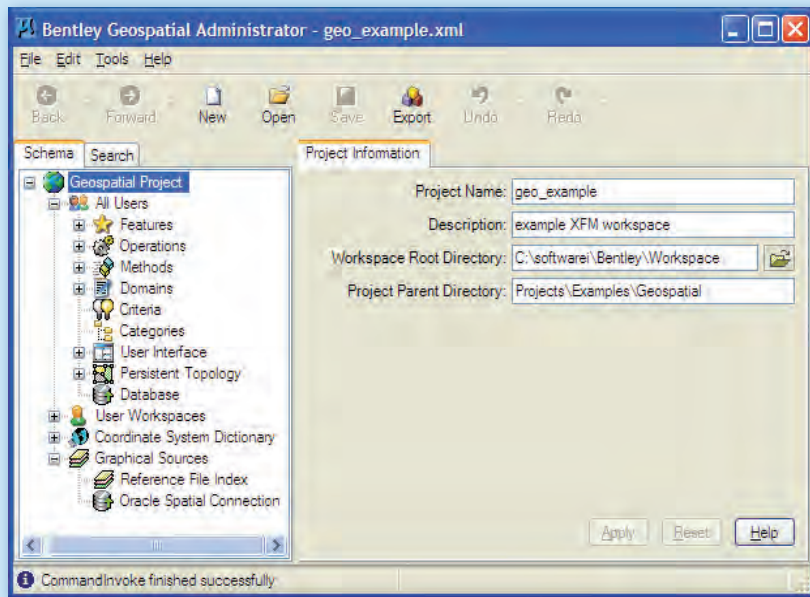 Bentley Geospatial Administrator - geo_example.xml
File Edit Tools Help
Back Forward New Open Save Export Undo Redo
Schema Search
Project Information
Geospatial Project
All Users
Features
Operations
Methods
Domains
Criteria
Categories
User Interface
Persistent Topology
Database
User Workspaces
Coordinate System Dictionary
Graphical Sources
Reference File Index
Oracle Spatial Connection
Project Name: geo_example
Description: example XFM workspace
Workspace Root Directory: C:\softwarei\Bentley\Workspace
Project Parent Directory: Projects\Examples\Geospatial
Apply Reset Help
CommandInvoke finished successfully